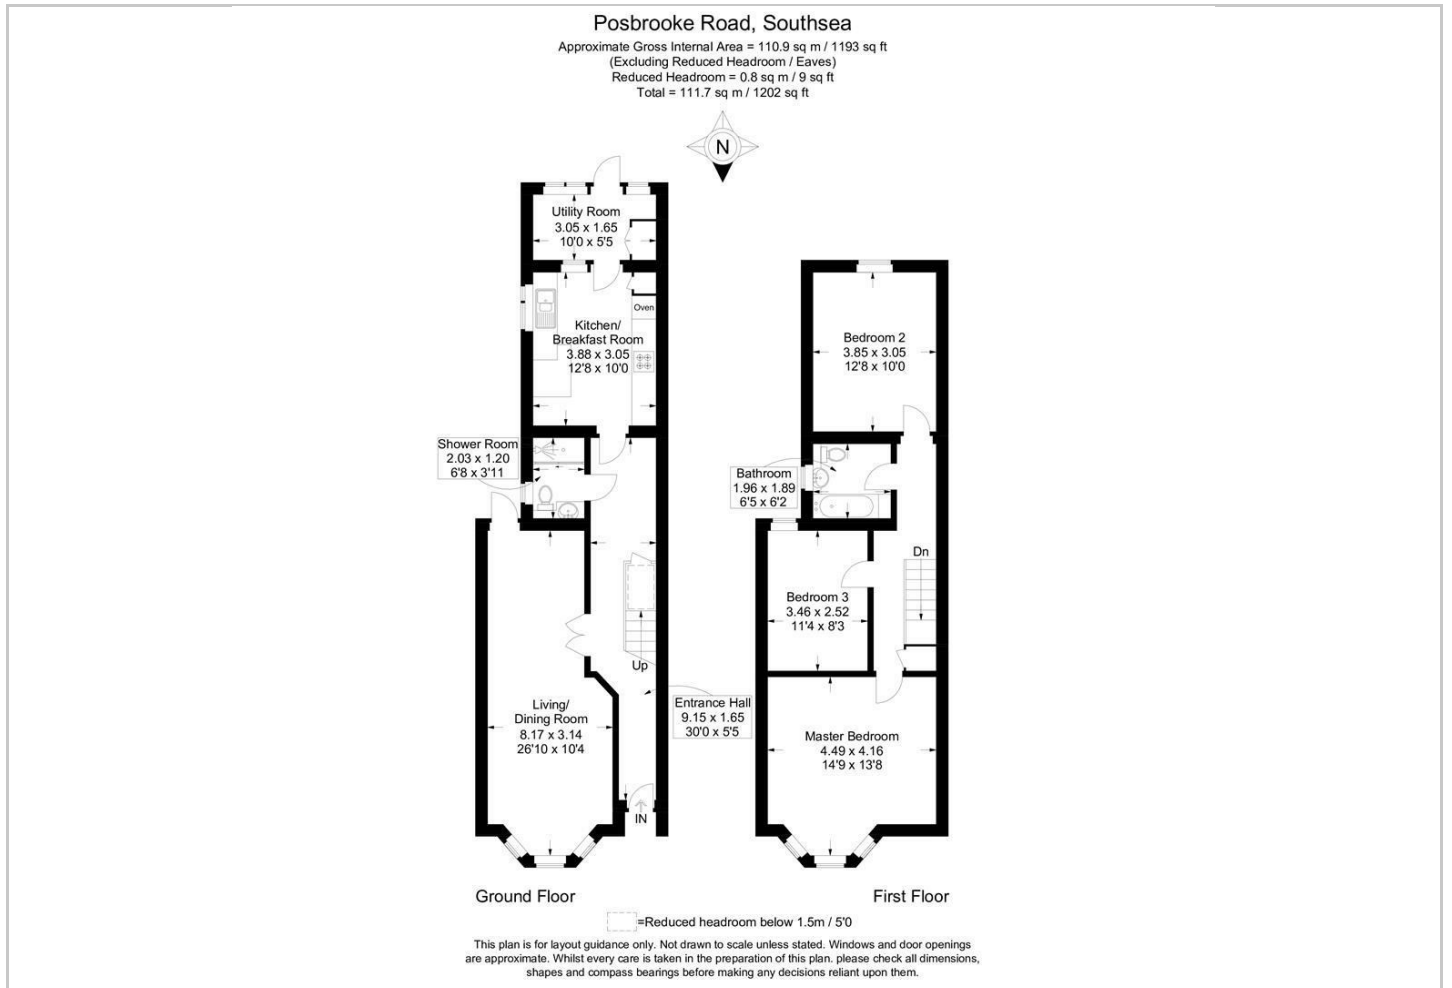 Posbrooke Road, Southsea
Approximate Gross Internal Area = 110.9 sq m / 1193 sq ft
(Excluding Reduced Headroom / Eaves)
Reduced Headroom = 0.8 sq m / 9 sq ft
Total = 111.7 sq m / 1202 sq ft
N
Utility Room
3.05 x 1.65
10'0 x 5'5
Oven
Kitchen/
Breakfast Room
3.88 x 3.05
12'8 x 10'0
Shower Room
2.03 x 1.20
6'8 x 3'11
Up
Living/
Dining Room
8.17 x 3.14
26'10 x 10'4
Entrance Hall
9.15 x 1.65
30'0 x 5'5
IN
Ground Floor
Bedroom 2
3.85 x 3.05
12'8 x 10'0
Bathroom
1.96 x 1.89
6'5 x 6'2
Dn
Bedroom 3
3.46 x 2.52
11'4 x 8'3
Master Bedroom
4.49 x 4.16
14'9 x 13'8
First Floor
=Reduced headroom below 1.5m / 5'0
This plan is for layout guidance only. Not drawn to scale unless stated. Windows and door openings
are approximate. Whilst every care is taken in the preparation of this plan. please check all dimensions,
shapes and compass bearings before making any decisions reliant upon them.